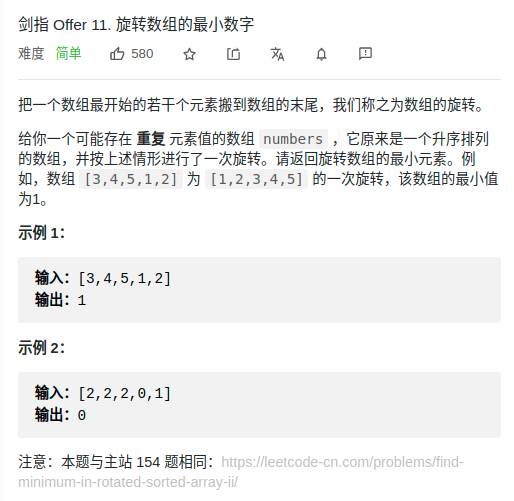 剑指 Offer 11. 旋转数组的最小数字
难度 简单 580
把一个数组最开始的若干个元素搬到数组的末尾，我们称之为数组的旋转。
给你一个可能存在 重复 元素值的数组 numbers ，它原来是一个升序排列
的数组，并按上述情形进行了一次旋转。请返回旋转数组的最小元素。例
如，数组 [3,4,5,1,2] 为 [1,2,3,4,5] 的一次旋转，该数组的最小值
为1。
示例 1：
输入：[3,4,5,1,2]
输出：1
示例 2：
输入：[2,2,2,0,1]
输出：0
注意：本题与主站 154 题相同：https://leetcode-cn.com/problems/find-
minimum-in-rotated-sorted-array-ii/